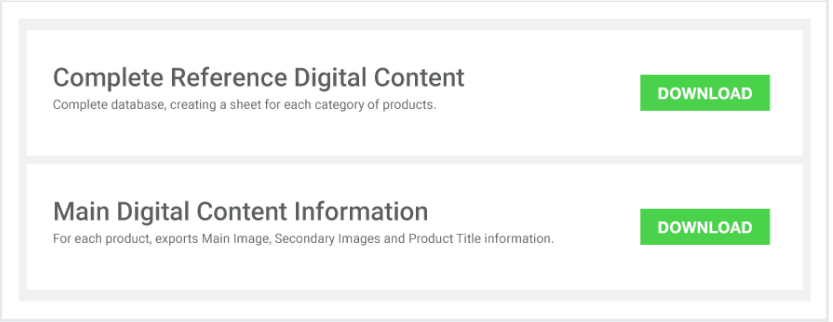 Complete Reference Digital Content
Complete database, creating a sheet for each category of products.
DOWNLOAD
Main Digital Content Information
For each product, exports Main Image, Secondary Images and Product Title information.
DOWNLOAD